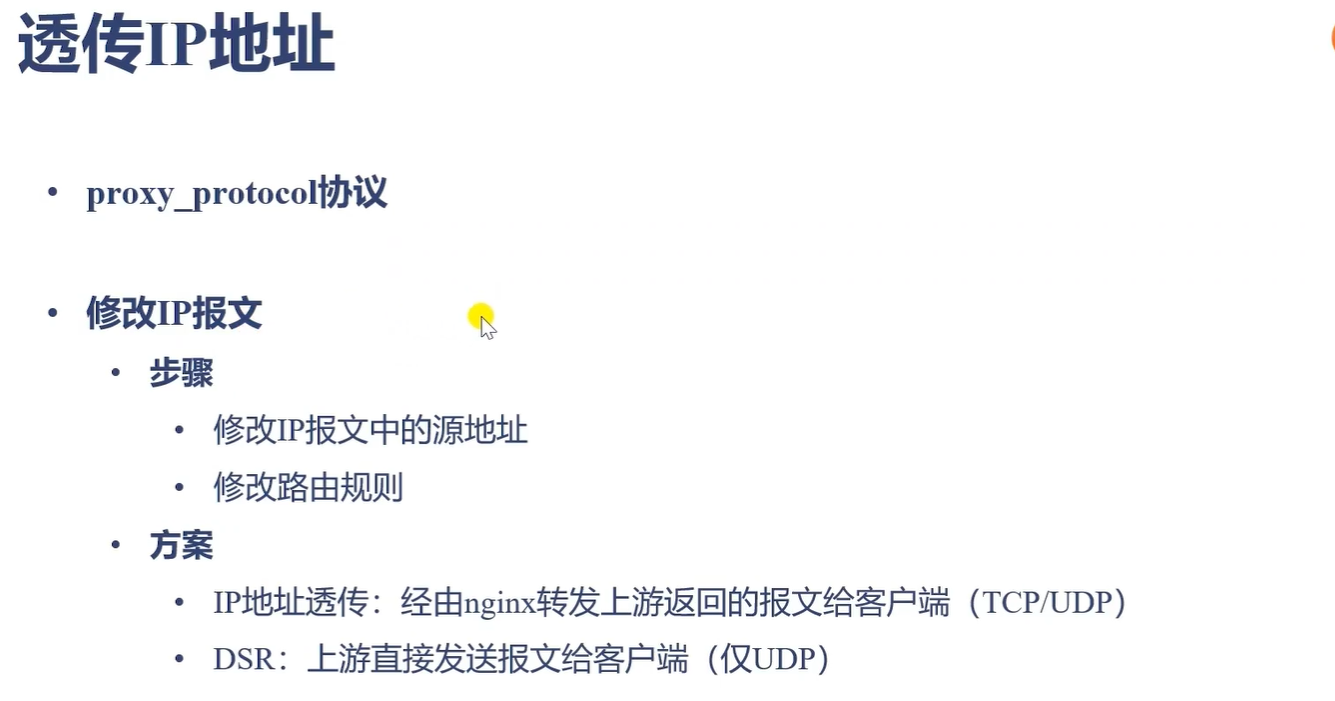 透传IP地址
• proxy_protocol协议
• 修改IP报文
• 步骤
• 修改IP报文中的源地址
• 修改路由规则
• 方案
• IP地址透传：经由nginx转发上游返回的报文给客户端（TCP/UDP）
• DSR：上游直接发送报文给客户端（仅UDP）